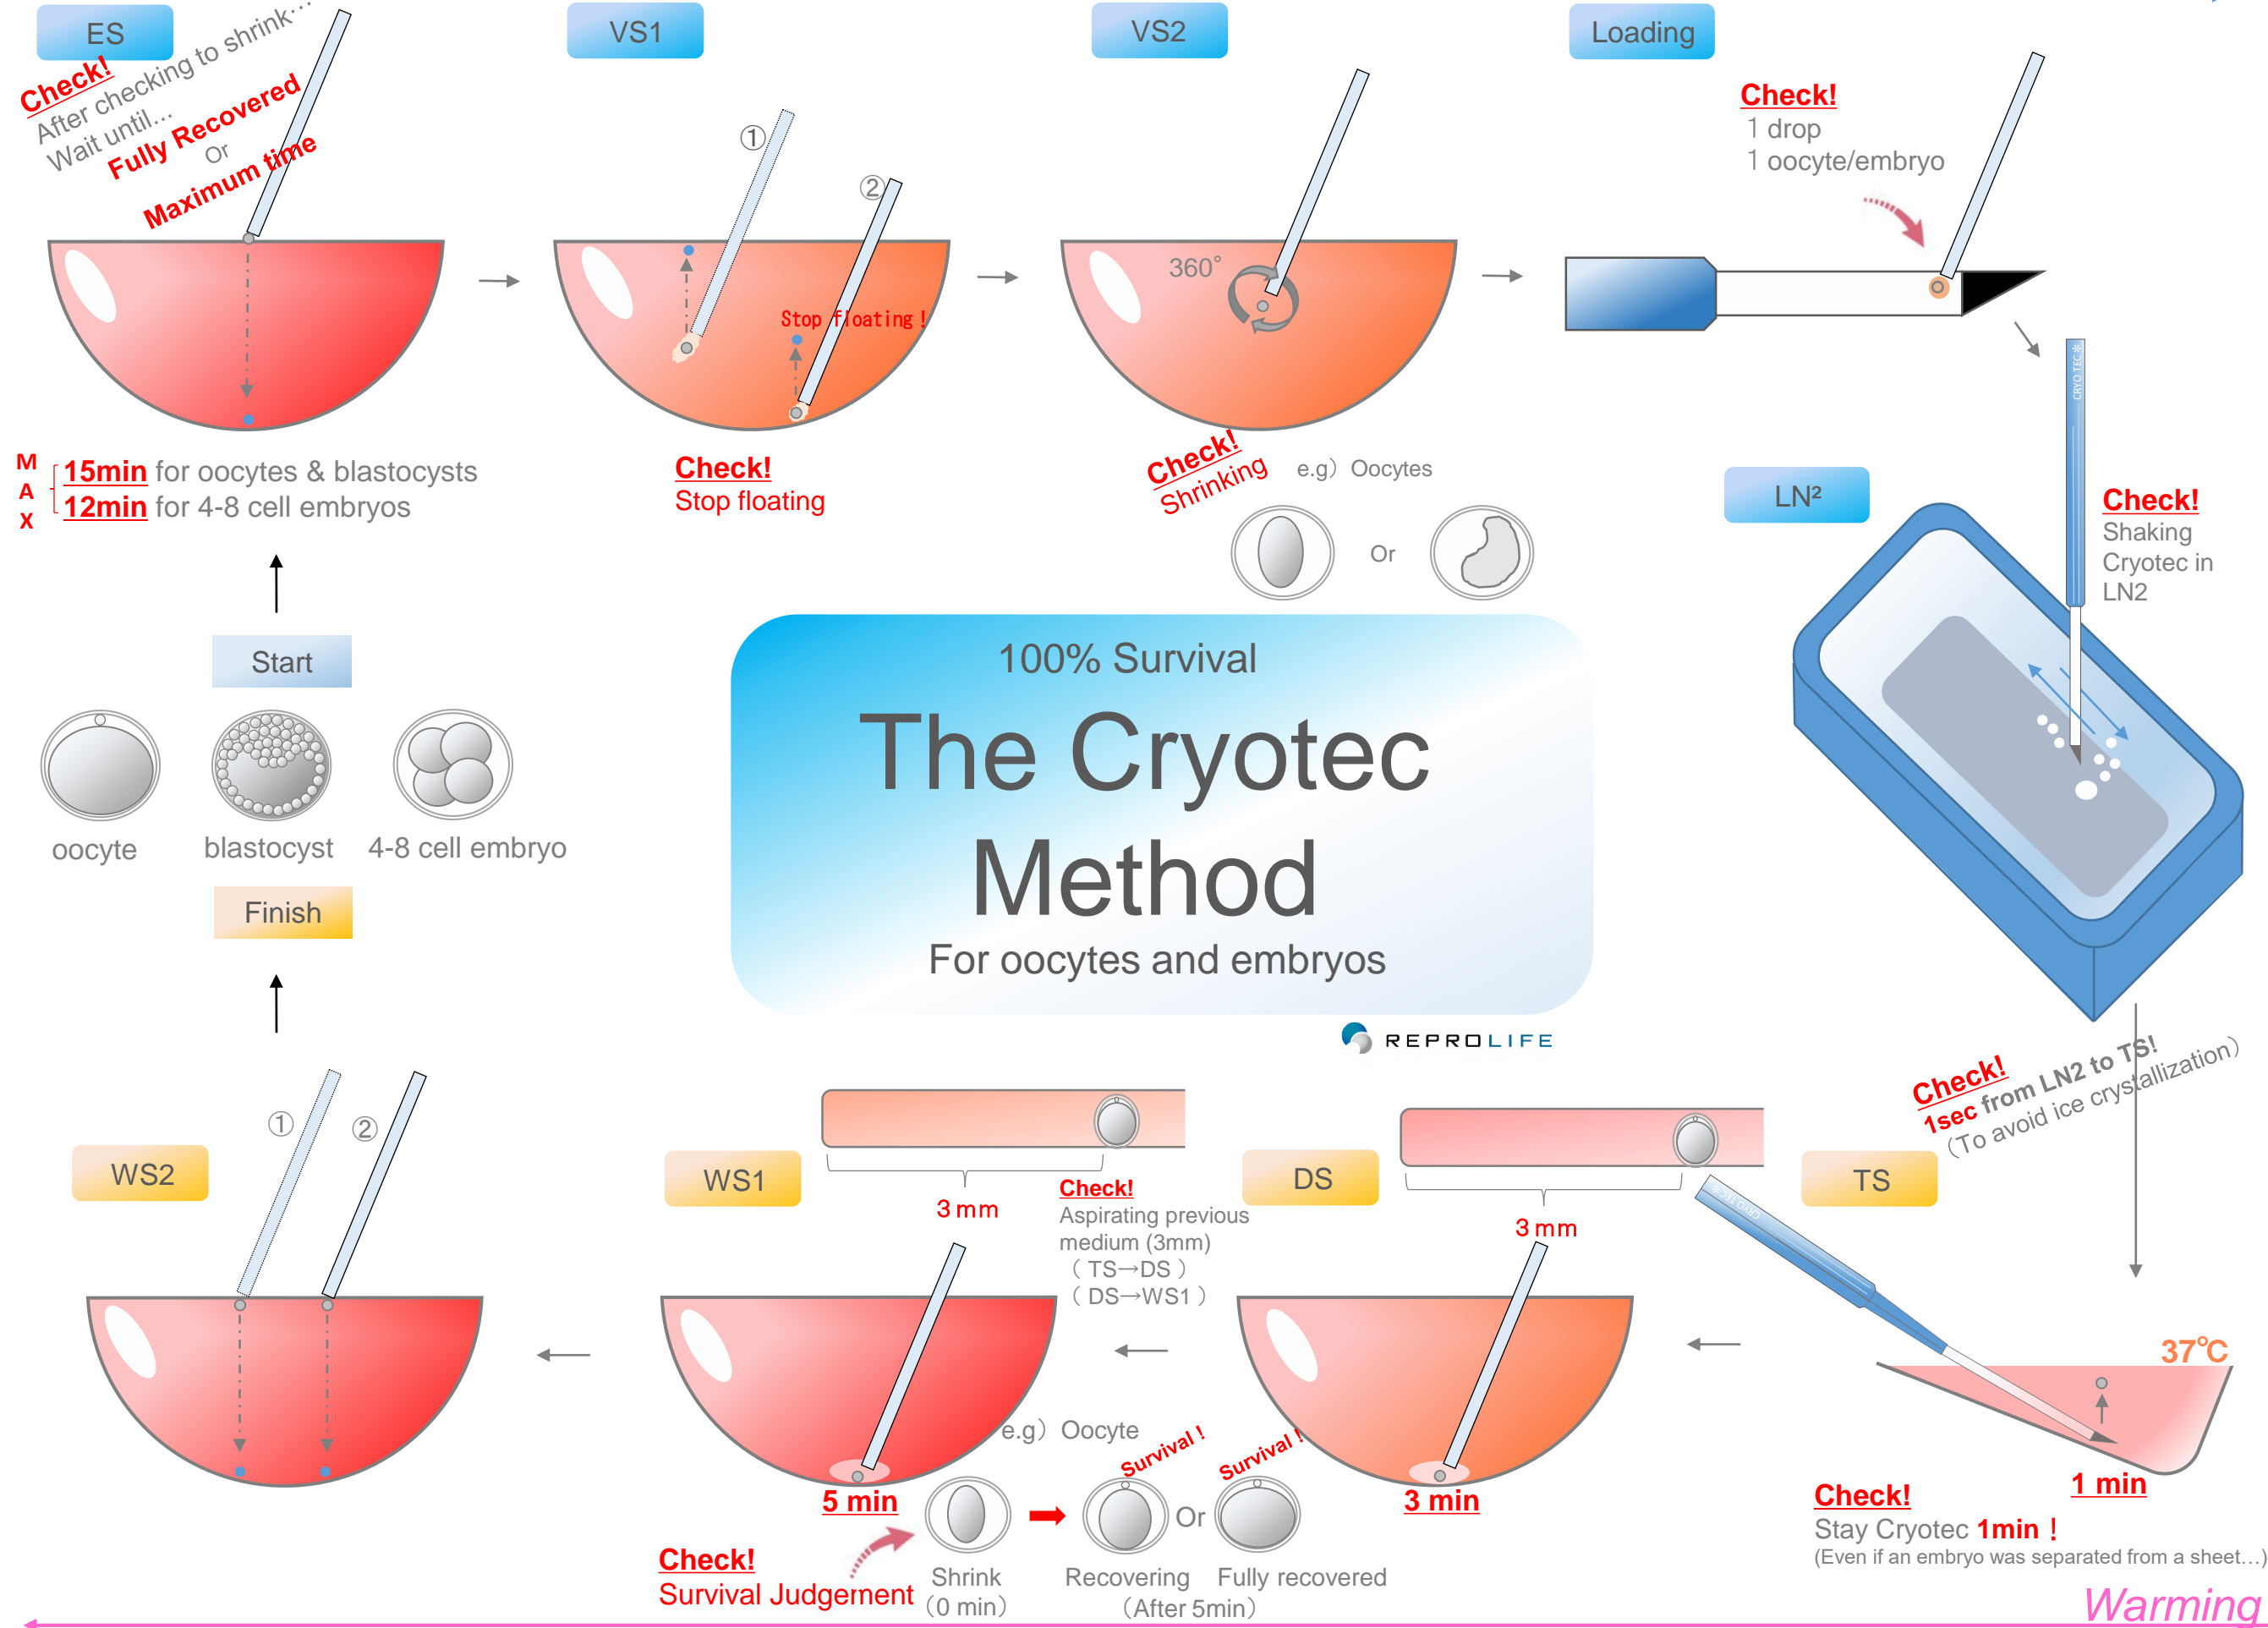 ES
Check!
After checking to shrink…
Wait until…
Fully Recovered
Or
Maximum time
MAX
15min for oocytes & blastocysts
12min for 4-8 cell embryos
VS1
①
②
Stop floating!
Check!
Stop floating
VS2
360°
Check!
Shrinking
e.g）Oocytes
Or
Loading
Check!
1 drop
1 oocyte/embryo
CRYO TEC
LN²
Check!
Shaking
Cryotec in
LN2
Start
oocyte
blastocyst
4-8 cell embryo
Finish
100% Survival
The Cryotec
Method
For oocytes and embryos
REPROLIFE
Check!
1sec from LN2 to TS!
（To avoid ice crystallization）
TS
CRYO TEC
37℃
1 min
Check!
Stay Cryotec 1min！
(Even if an embryo was separated from a sheet…)
DS
3 mm
3 min
WS1
3 mm
Check!
Aspirating previous
medium (3mm)
（ TS→DS ）
（ DS→WS1 ）
5 min
Check!
Survival Judgement
e.g）Oocyte
Survival！
Survival！
Or
Shrink
（0 min）
Recovering
（After 5min）
Fully recovered
WS2
①
②
Warming